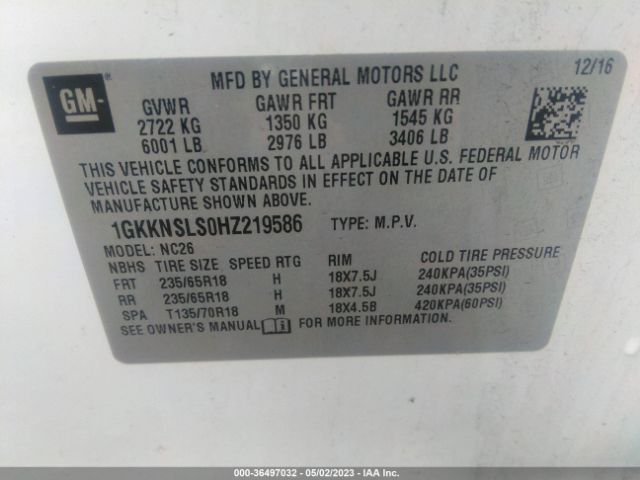 GM
MFD BY GENERAL MOTORS LLC 12/16
GVWR GAWR FRT GAWR RR
2722 KG 1350 KG 1545 KG
6001 LB 2976 LB 3406 LB
THIS VEHICLE CONFORMS TO ALL APPLICABLE U.S. FEDERAL MOTOR
VEHICLE SAFETY STANDARDS IN EFFECT ON THE DATE OF
MANUFACTURE SHOWN ABOVE.
1GKKNSLS0HZ219586 TYPE: M.P.V.
MODEL: NC26
NBHS TIRE SIZE SPEED RTG RIM COLD TIRE PRESSURE
FRT 235/65R18 H 18X7.5J 240KPA(35PSI)
RR 235/65R18 H 18X7.5J 240KPA(35PSI)
SPA T135/70R18 M 18X4.5B 420KPA(60PSI)
SEE OWNER'S MANUAL FOR MORE INFORMATION.
000-36497032 - 05/02/2023 - IAA Inc.